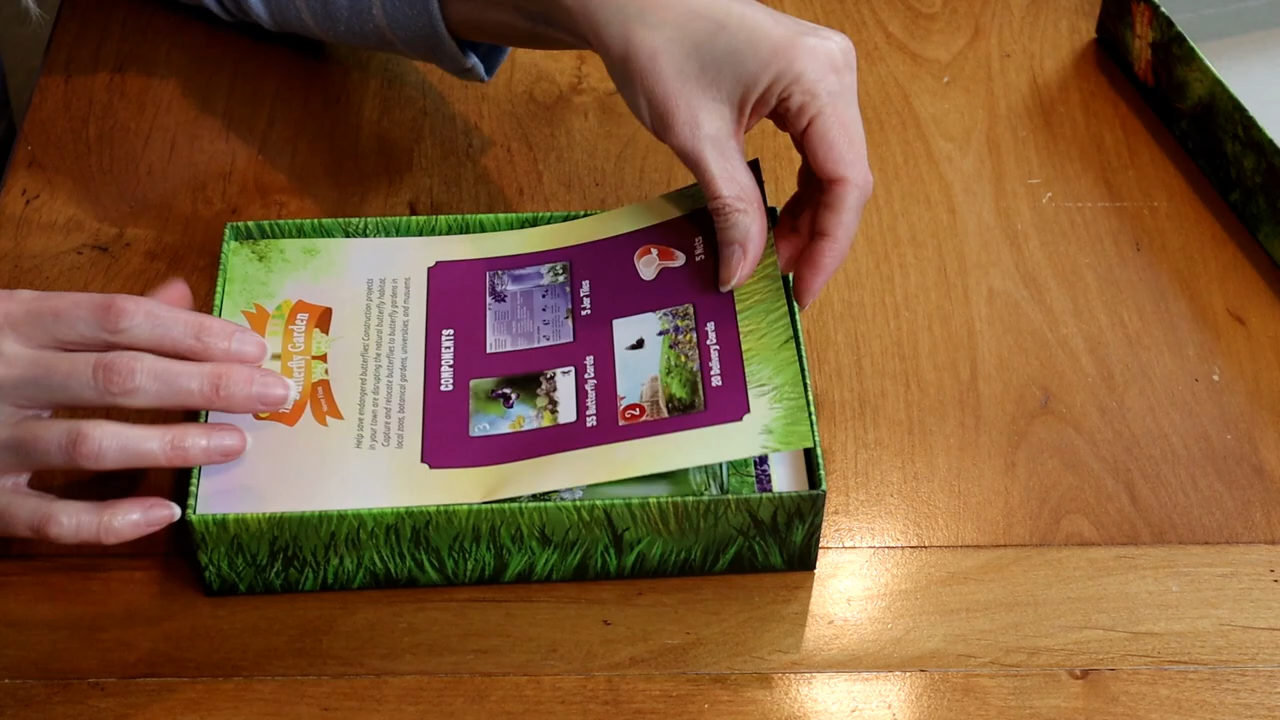 Butterfly Garden
Help save endangered butterflies! Construction projects
in your town are disrupting the natural butterfly habitat.
Capture and relocate butterflies to butterfly gardens in
local zoos, botanical gardens, universities, and museums.
COMPONENTS
3
55 Butterfly Cards
5 Jar Tiles
2
20 Delivery Cards
5 Nets